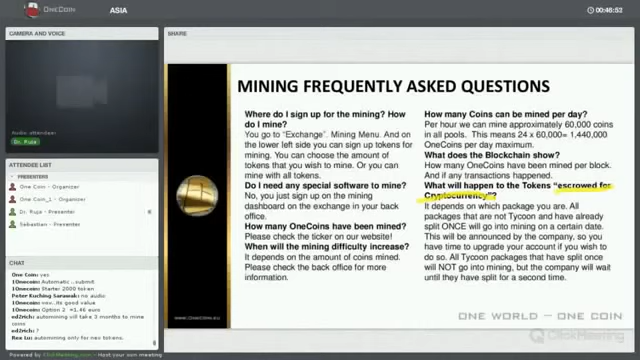 ONECOIN
ASIA
00:46:52
CAMERA AND VOICE
SHARE
Audio attendee:
Dr. Ruja
ATTENDEE LIST
PRESENTERS
One Coin - Organizer
One Coin_1 - Organizer
Dr. Ruja - Presenter
Sebastian - Presenter
CHAT
One Coin: yes
IOnecoin: Automatic ..submit
IOnecoin: Starter 2000 token
Peter Kuching Sarawak: no audio
IOnecoin: wov..its good value
IOnecoin: Option 2 =1.46 euro
ed2rich: automining will take 3 months to mine coins
ed2rich: ?
Ree Lu: automining only for neo tokens.
Powered by ClickMeeting.com - Host your own meeting
MINING FREQUENTLY ASKED QUESTIONS
Where do I sign up for the mining? How
do I mine?
You go to "Exchange". Mining Menu. And on
the lower left side you can sign up tokens for
mining. You can choose the amount of
tokens that you wish to mine. Or you can
mine with all tokens.
Do I need any special software to mine?
No, you just sign up on the mining
dashboard on the exchange in your back
office.
How many OneCoins have been mined?
Please check the ticker on our website!
When will the mining difficulty increase?
It depends on the amount of coins mined.
Please check the back office for more
information.
How many Coins can be mined per day?
Per hour we can mine approximately 60,000 coins
in all pools. This means 24 x 60,000= 1,440,000
OneCoins per day maximum.
What does the Blockchain show?
How many OneCoins have been mined per block.
And if any transactions happened.
What will happen to the Tokens "escrowed for
Cryptocurrency"?
It depends on which package you are. All
packages that are not Tycoon and have already
split ONCE will go into mining on a certain date.
This will be announced by the company, so you
have time to upgrade your account if you wish to
do so. All Tycoon packages that have split once
will NOT go into mining, but the company will wait
until they have split for a second time.
WWW.ONECOIN.EU
ONE WORLD – ONE COIN
ClickMeeting